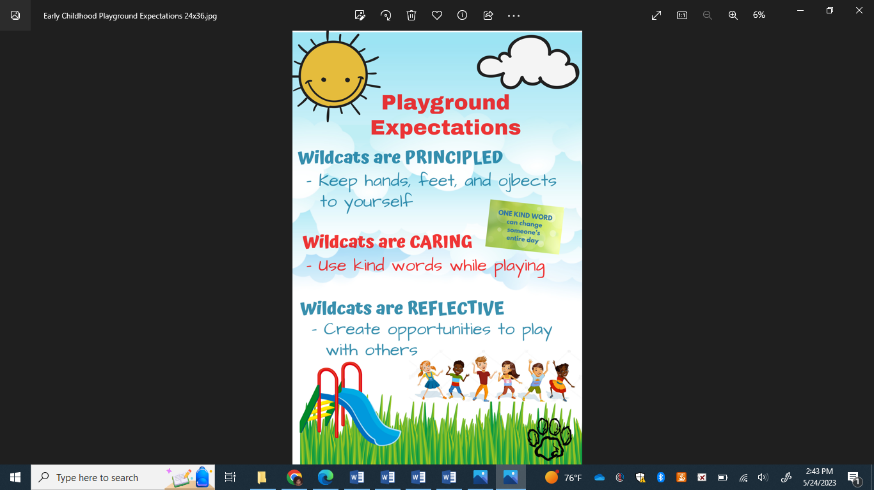 Early Childhood Playground Expectations 24x36.jpg
6%
Playground
Expectations
Wildcats are PRINCIPLED
- Keep hands, feet, and ojbects
to yourself
ONE KIND WORD
can change
someone's
entire day
Wildcats are CARING
- Use kind words while playing
Wildcats are REFLECTIVE
- Create opportunities to play
with others
Type here to search
76°F
2:43 PM
5/24/2023